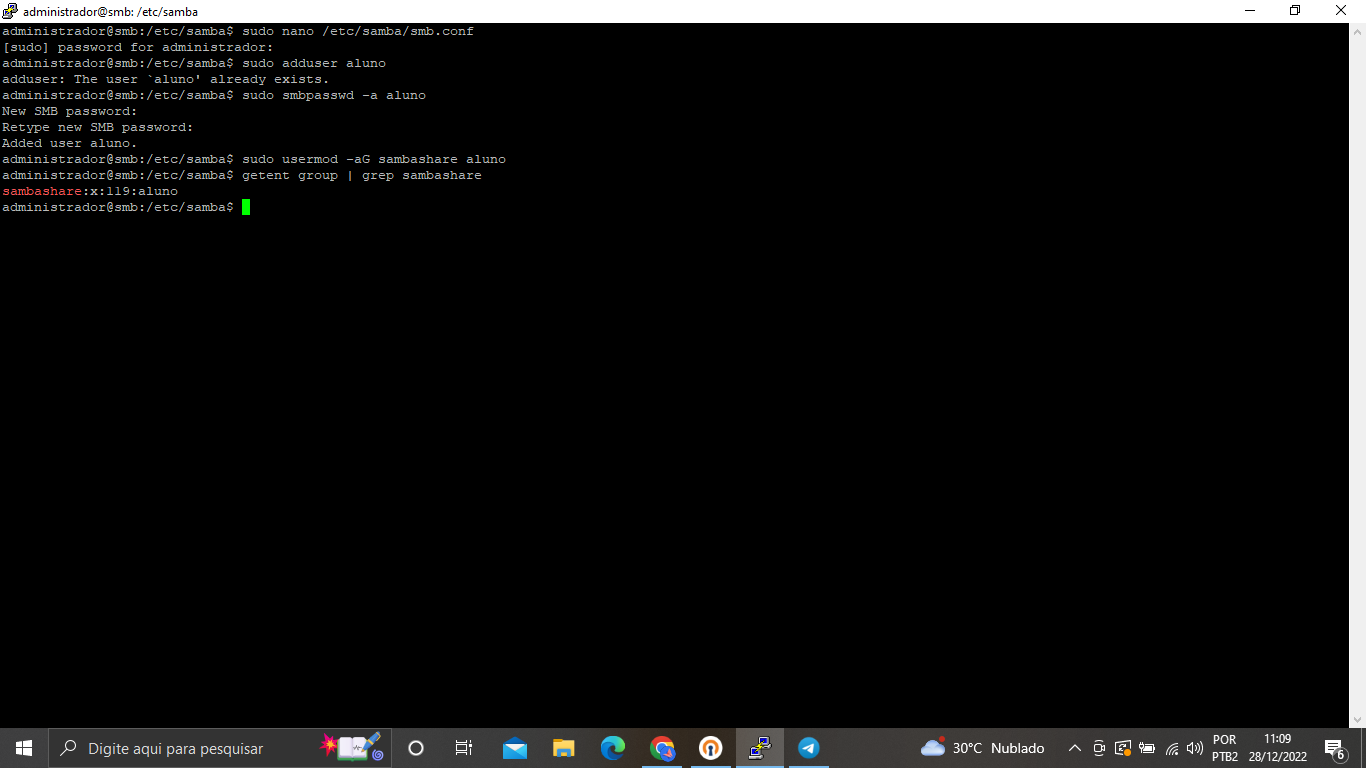 administrador@smb: /etc/samba
administrador@smb:/etc/samba$ sudo nano /etc/samba/smb.conf
[sudo] password for administrador:
administrador@smb:/etc/samba$ sudo adduser aluno
adduser: The user `aluno' already exists.
administrador@smb:/etc/samba$ sudo smbpasswd -a aluno
New SMB password:
Retype new SMB password:
Added user aluno.
administrador@smb:/etc/samba$ sudo usermod -aG sambashare aluno
administrador@smb:/etc/samba$ getent group | grep sambashare
sambashare:x:119:aluno
administrador@smb:/etc/samba$
Digite aqui para pesquisar
30°C Nublado
POR
PTB2
11:09
28/12/2022
6